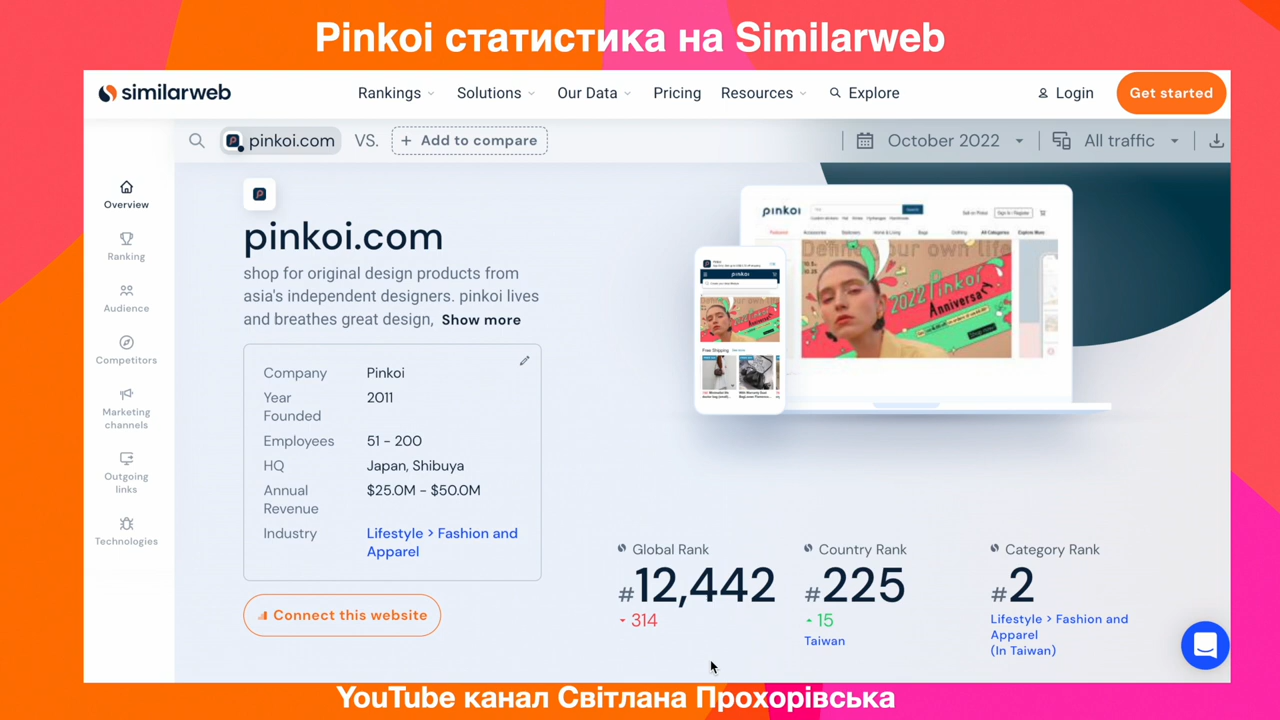 Pinkoi статистика на Similarweb
similarweb
Rankings
Solutions
Our Data
Pricing
Resources
Explore
Login
Get started
pinkoi.com
VS.
+ Add to compare
October 2022
All traffic
Overview
Ranking
Audience
Competitors
Marketing
channels
Outgoing
links
Technologies
pinkoi.com
shop for original design products from
asia's independent designers. pinkoi lives
and breathes great design, Show more
Company Pinkoi
Year
Founded
2011
Employees 51 - 200
HQ Japan, Shibuya
Annual
Revenue
$25.0M - $50.0M
Industry
Lifestyle > Fashion and
Apparel
Connect this website
pinkoi
Define your own life
2022 Pinkoi
Anniversary
Global Rank
#12,442
314
Country Rank
#225
15
Taiwan
Category Rank
#2
Lifestyle > Fashion and
Apparel
(In Taiwan)
YouTube канал Світлана Прохорівська